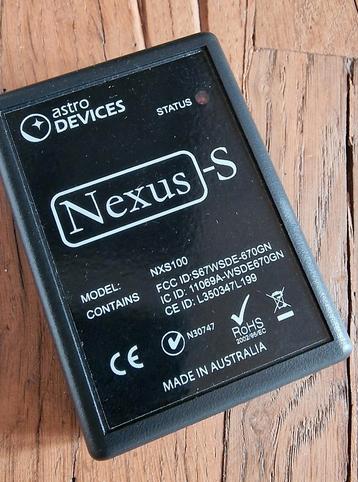 astro
DEVICES
STATUS
Nexus-S
MODEL: NXS100
CONTAINS FCC ID:S67WSDE-670GN
IC ID: 11069A-WSDE670GN
CE ID: L350347L199
CE N30747 RoHS
2002/95/EC
MADE IN AUSTRALIA